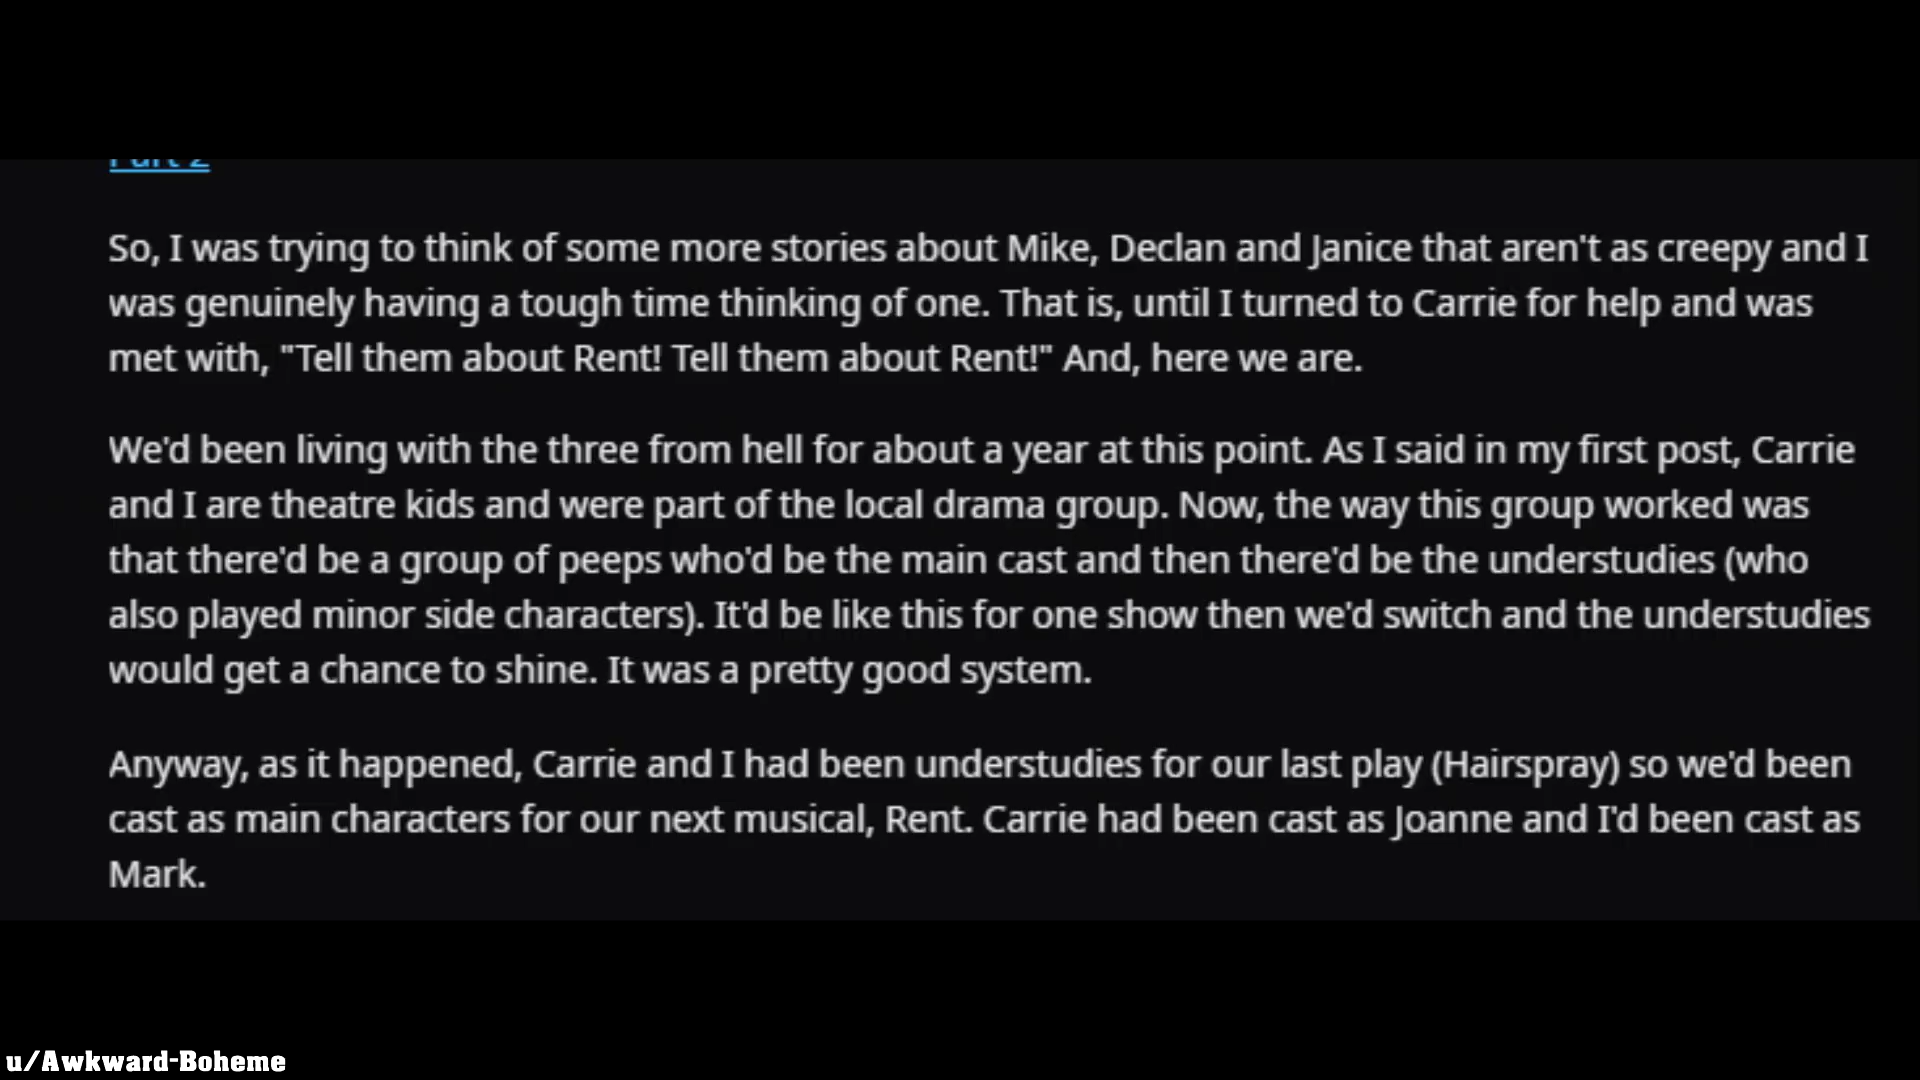 Part 2
So, I was trying to think of some more stories about Mike, Declan and Janice that aren't as creepy and I
was genuinely having a tough time thinking of one. That is, until I turned to Carrie for help and was
met with, "Tell them about Rent! Tell them about Rent!" And, here we are.
We'd been living with the three from hell for about a year at this point. As I said in my first post, Carrie
and I are theatre kids and were part of the local drama group. Now, the way this group worked was
that there'd be a group of peeps who'd be the main cast and then there'd be the understudies (who
also played minor side characters). It'd be like this for one show then we'd switch and the understudies
would get a chance to shine. It was a pretty good system.
Anyway, as it happened, Carrie and I had been understudies for our last play (Hairspray) so we'd been
cast as main characters for our next musical, Rent. Carrie had been cast as Joanne and I'd been cast as
Mark.
u/Awkward-Boheme